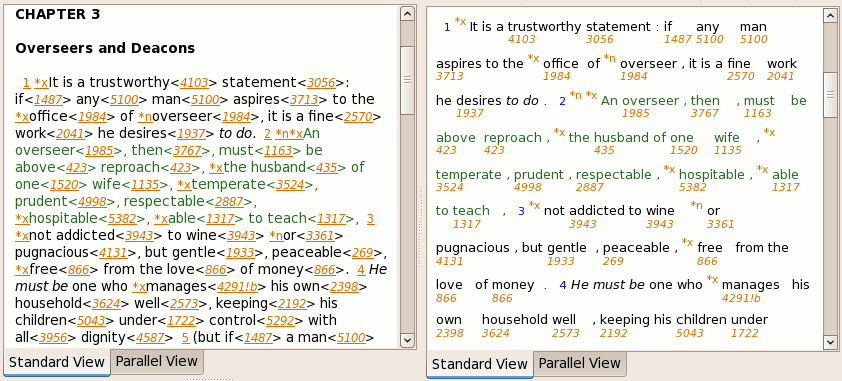 CHAPTER 3
Overseers and Deacons
1 *xIt is a trustworthy<4103> statement<3056>:
if<1487> any<5100> man<5100> aspires<3713> to the
*xoffice<1984> of *noverseer<1984>, it is a fine<2570>
work<2041> he desires<1937> to do. 2 *n*xAn
overseer<1985>, then<3767>, must<1163> be
above<423> reproach<423>, *xthe husband<435> of
one<1520> wife<1135>, *xtemperate<3524>,
prudent<4998>, respectable<2887>,
*xhospitable<5382>, *xable<1317> to teach<1317>, 3
*xnot addicted<3943> to wine<3943> *nor<3361>
pugnacious<4131>, but gentle<1933>, peaceable<269>,
*xfree<866> from the love<866> of money<866>. 4 He
must be one who *xmanages<4291!b> his own<2398>
household<3624> well<2573>, keeping<2192> his
children<5043> under<1722> control<5292> with
all<3956> dignity<4587> 5 (but if<1487> a man<5100>
Standard View Parallel View
1 *x It is a trustworthy statement : if any man
4103 3056 1487 5100 5100
aspires to the *x office of *n overseer , it is a fine work
3713 1984 1984 2570 2041
he desires to do . 2 *n *x An overseer , then , must be
1937 1985 3767 1163
above reproach , *x the husband of one wife , *x
423 423 435 1520 1135
temperate , prudent , respectable , *x hospitable , *x able
3524 4998 2887 5382 1317
to teach , 3 *x not addicted to wine *n or
1317 3943 3943 3361
pugnacious , but gentle , peaceable , *x free from the
4131 1933 269 866
love of money . 4 He must be one who *x manages his
866 866 4291!b
own household well , keeping his children under
2398 3624 2573 2192 5043 1722
Standard View Parallel View